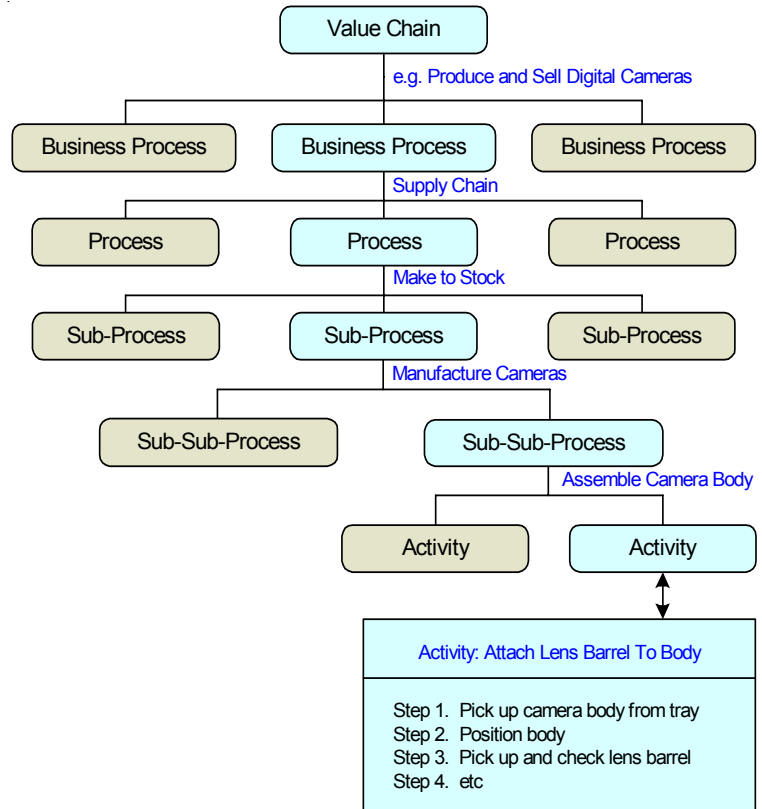 Value Chain
e.g. Produce and Sell Digital Cameras
Business Process
Business Process
Business Process
Supply Chain
Process
Process
Process
Make to Stock
Sub-Process
Sub-Process
Sub-Process
Manufacture Cameras
Sub-Sub-Process
Sub-Sub-Process
Assemble Camera Body
Activity
Activity
Activity: Attach Lens Barrel To Body
Step 1. Pick up camera body from tray
Step 2. Position body
Step 3. Pick up and check lens barrel
Step 4. etc